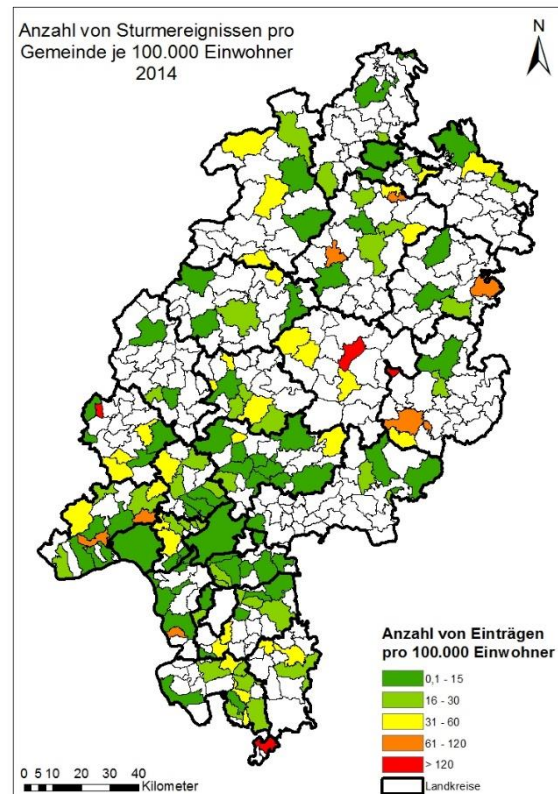 Anzahl von Sturmereignissen pro
Gemeinde je 100.000 Einwohner
2014
N
Anzahl von Einträgen
pro 100.000 Einwohner
0,1 - 15
16 - 30
31 - 60
61 - 120
> 120
Landkreise
0 5 10 20 30 40
Kilometer